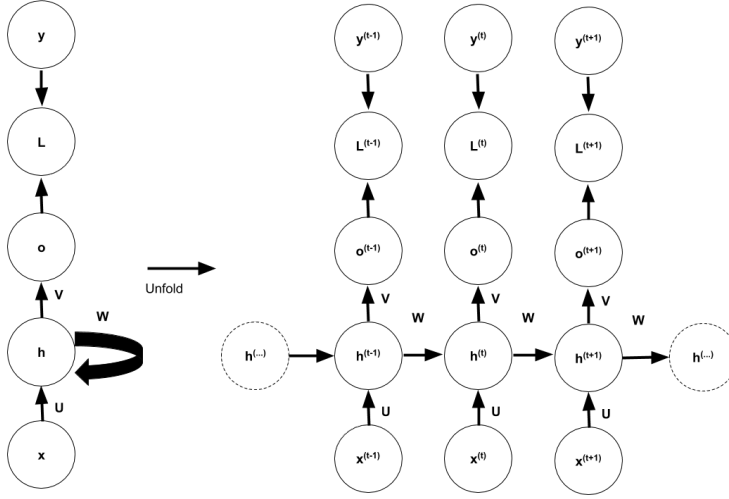 y
y(t-1)
y(t)
y(t+1)
L
L(t-1)
L(t)
L(t+1)
o
o(t-1)
o(t)
o(t+1)
Unfold
V
V
V
V
W
W
W
W
h
h(...)
h(t-1)
h(t)
h(t+1)
h(...)
U
U
U
U
x
x(t-1)
x(t)
x(t+1)